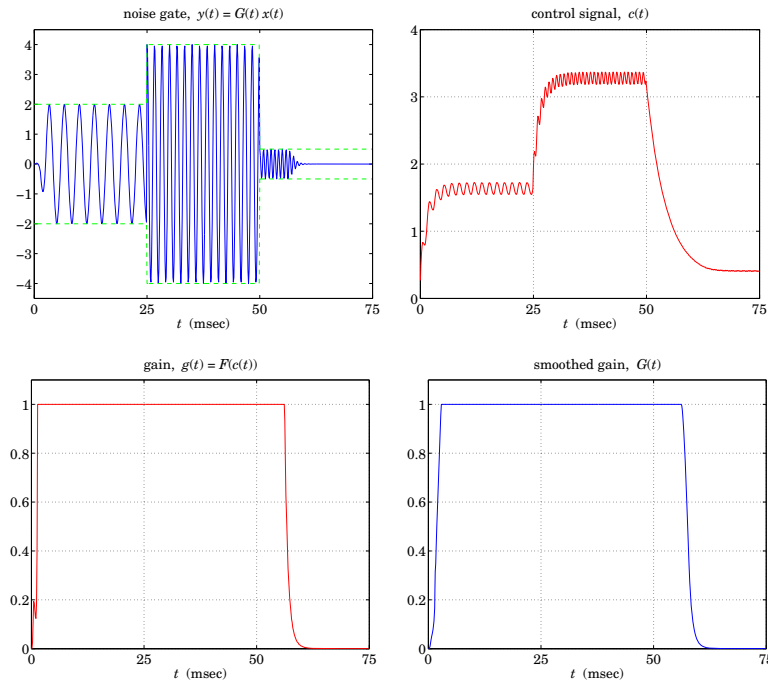 noise gate, y(t) = G(t) x(t)
4
3
2
1
0
−1
−2
−3
−4
0 25 50 75
t (msec)
control signal, c(t)
4
3
2
1
0
0 25 50 75
t (msec)
gain, g(t) = F(c(t))
1
0.8
0.6
0.4
0.2
0
0 25 50 75
t (msec)
smoothed gain, G(t)
1
0.8
0.6
0.4
0.2
0
0 25 50 75
t (msec)